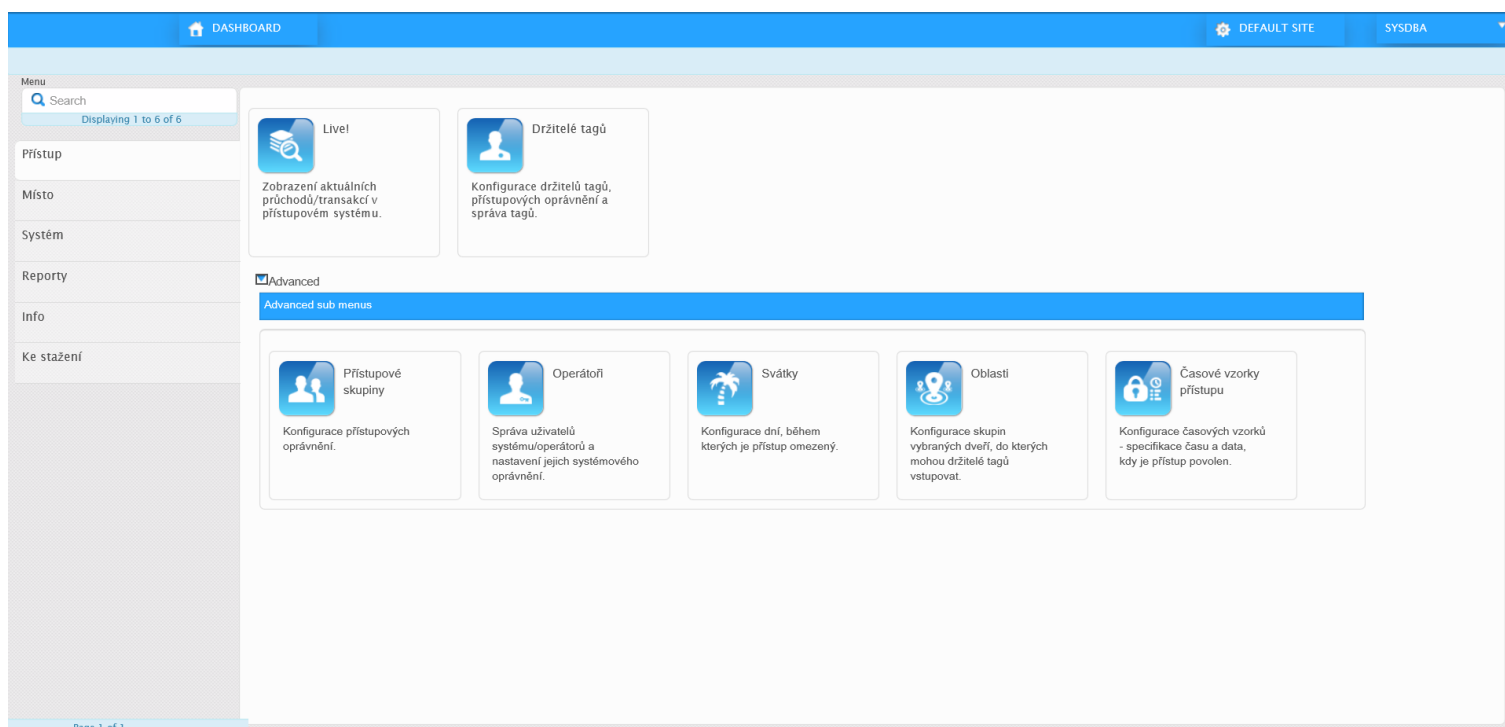 DASHBOARD
DEFAULT SITE
SYSDBA
Menu
Search
Displaying 1 to 6 of 6
Přístup
Místo
Systém
Reporty
Info
Ke stažení
Live!
Zobrazení aktuálních
průchodů/transakcí v
přístupovém systému.
Držitelé tagů
Konfigurace držitelů tagů,
přístupových oprávnění a
správa tagů.
Advanced
Advanced sub menus
Přístupové
skupiny
Konfigurace přístupových
oprávnění.
Operátoři
Správa uživatelů
systému/operátorů a
nastavení jejich systémového
oprávnění.
Svátky
Konfigurace dní, během
kterých je přístup omezený.
Oblasti
Konfigurace skupin
vybraných dveří, do kterých
mohou držitelé tagů
vstupovat.
Časové vzorky
přístupu
Konfigurace časových vzorků
- specifikace času a data,
kdy je přístup povolen.
Page 1 of 1